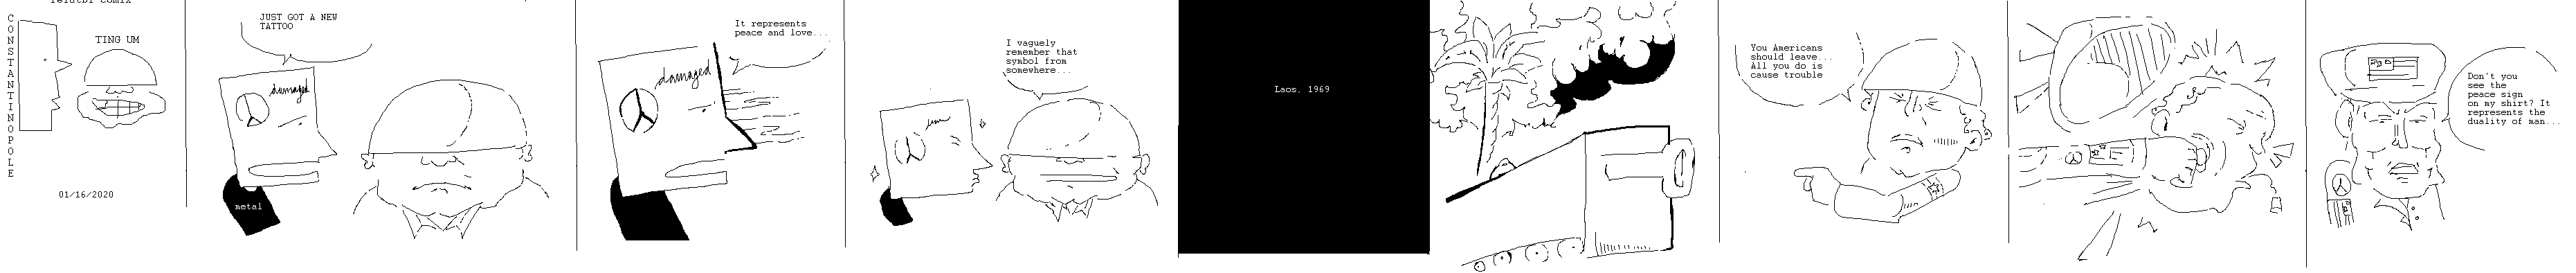 CONSTANTINOPOLE
TING UM
01/16/2020
JUST GOT A NEW
TATTOO
damaged
metal
It represents
peace and love...
damaged
I vaguely
remember that
symbol from
somewhere...
Laos, 1969
You Americans
should leave...
All you do is
cause trouble
Don't you
see the
peace sign
on my shirt? It
represents the
duality of man...